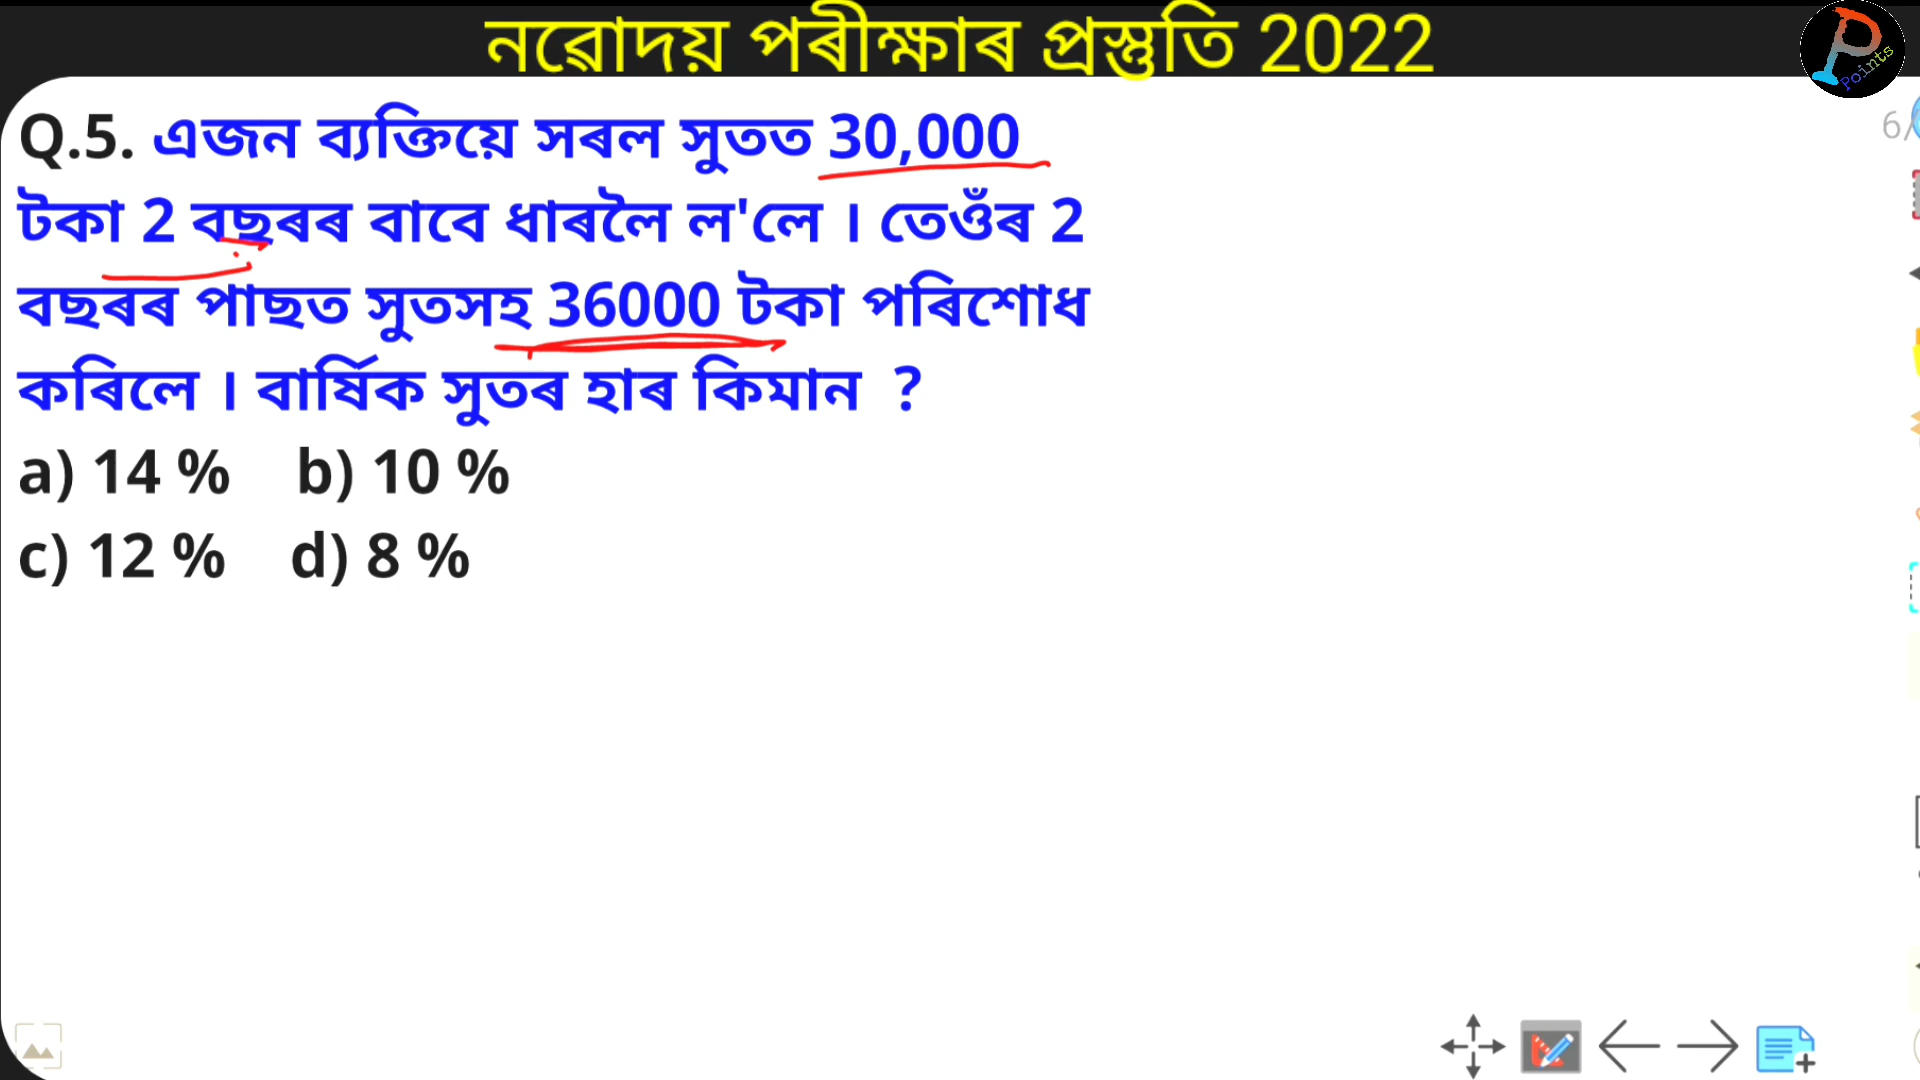 নৱোদয় পৰীক্ষাৰ প্ৰস্তুতি 2022
P
Points
6/
Q.5. এজন ব্যক্তিয়ে সৰল সুতত 30,000
টকা 2 বছৰৰ বাবে ধাৰলৈ ল'লে । তেওঁৰ 2
বছৰৰ পাছত সুতসহ 36000 টকা পৰিশোধ
কৰিলে । বাৰ্ষিক সুতৰ হাৰ কিমান ?
a) 14 % b) 10 %
c) 12 % d) 8 %